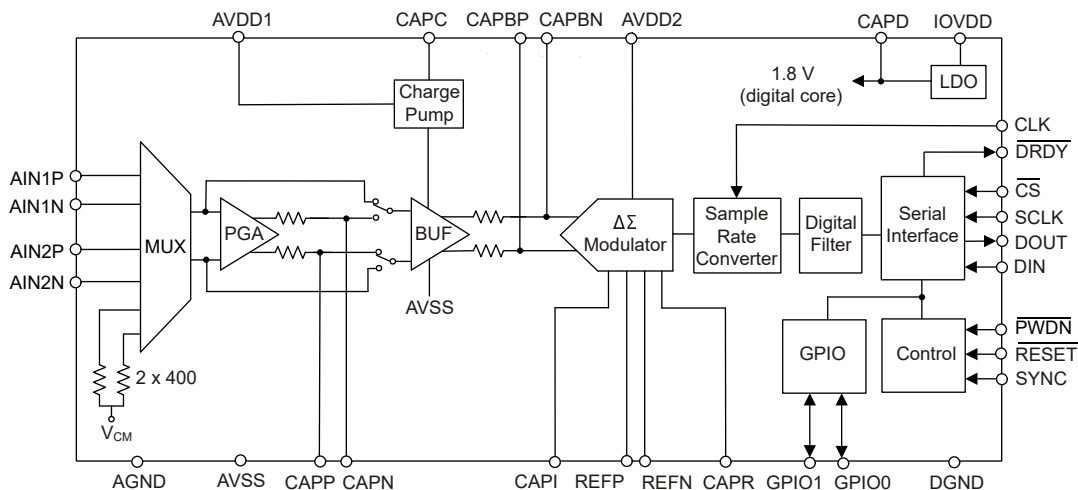 AVDD1
CAPC
CAPBP
CAPBN
AVDD2
CAPD
IOVDD
Charge
Pump
1.8 V
(digital core)
LDO
CLK
DRDY
CS
SCLK
DOUT
DIN
AIN1P
AIN1N
AIN2P
AIN2N
MUX
PGA
BUF
AVSS
ΔΣ
Modulator
Sample
Rate
Converter
Digital
Filter
Serial
Interface
PWDN
RESET
SYNC
GPIO
Control
2 x 400
VCM
AGND
AVSS
CAPP
CAPN
CAPI
REFP
REFN
CAPR
GPIO1
GPIO0
DGND